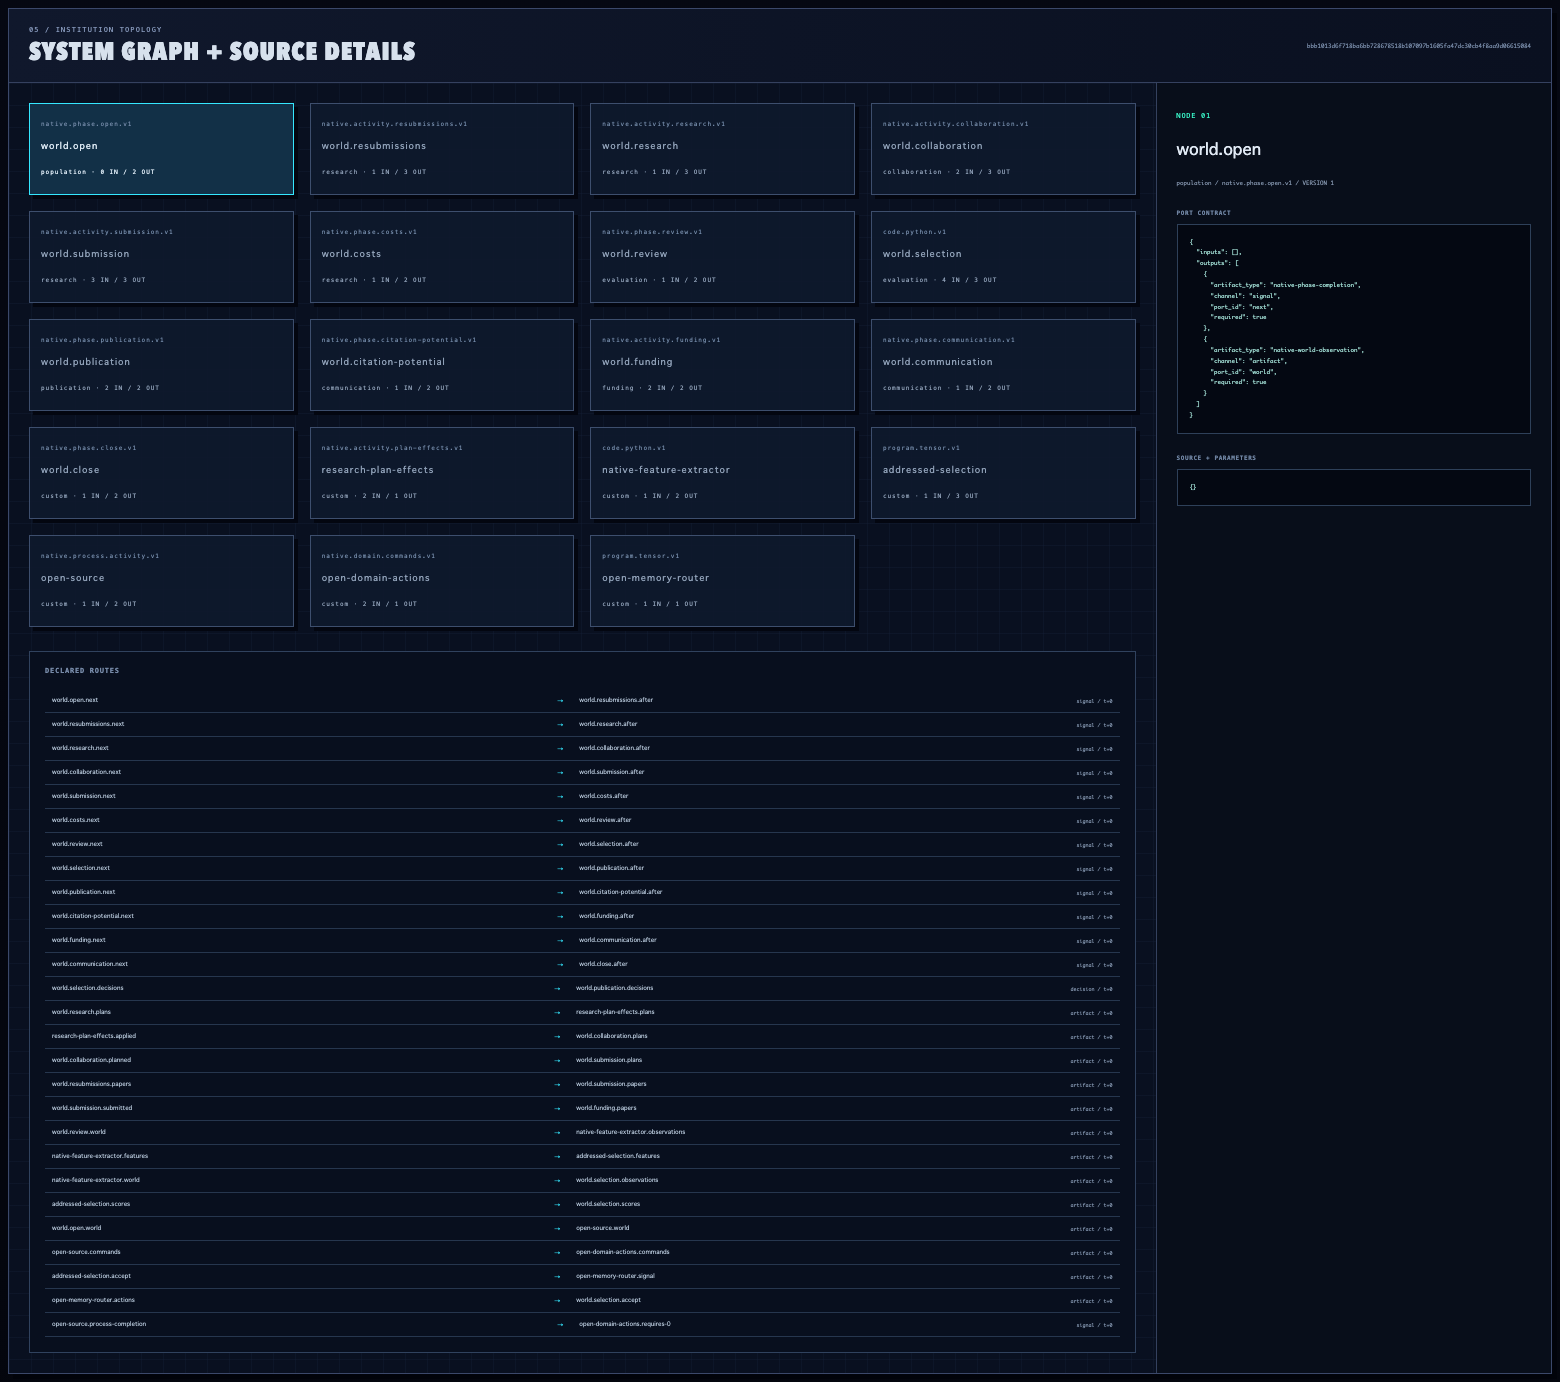 05 / INSTITUTION TOPOLOGY
SYSTEM GRAPH + SOURCE DETAILS
native.phase.open.v1
world.open
population · 0 IN / 2 OUT
native.activity.resubmissions.v1
world.resubmissions
research · 1 IN / 3 OUT
native.activity.research.v1
world.research
research · 1 IN / 3 OUT
native.activity.collaboration.v1
world.collaboration
collaboration · 2 IN / 3 OUT
native.activity.submission.v1
world.submission
research · 3 IN / 3 OUT
native.phase.costs.v1
world.costs
research · 1 IN / 2 OUT
native.phase.review.v1
world.review
evaluation · 1 IN / 2 OUT
code.python.v1
world.selection
evaluation · 4 IN / 3 OUT
native.phase.publication.v1
world.publication
publication · 2 IN / 2 OUT
native.phase.citation-potential.v1
world.citation-potential
communication · 1 IN / 2 OUT
native.activity.funding.v1
world.funding
funding · 2 IN / 2 OUT
native.phase.communication.v1
world.communication
communication · 1 IN / 2 OUT
native.phase.close.v1
world.close
custom · 1 IN / 2 OUT
native.activity.plan-effects.v1
research-plan-effects
custom · 2 IN / 1 OUT
code.python.v1
native-feature-extractor
custom · 1 IN / 2 OUT
program.tensor.v1
addressed-selection
custom · 1 IN / 3 OUT
native.process.activity.v1
open-source
custom · 1 IN / 2 OUT
native.domain.commands.v1
open-domain-actions
custom · 2 IN / 1 OUT
program.tensor.v1
open-memory-router
custom · 1 IN / 1 OUT
DECLARED ROUTES
world.open.next → world.resubmissions.after signal / t+0
world.resubmissions.next → world.research.after signal / t+0
world.research.next → world.collaboration.after signal / t+0
world.collaboration.next → world.submission.after signal / t+0
world.submission.next → world.costs.after signal / t+0
world.costs.next → world.review.after signal / t+0
world.review.next → world.selection.after signal / t+0
world.selection.next → world.publication.after signal / t+0
world.publication.next → world.citation-potential.after signal / t+0
world.citation-potential.next → world.funding.after signal / t+0
world.funding.next → world.communication.after signal / t+0
world.communication.next → world.close.after signal / t+0
world.selection.decisions → world.publication.decisions decision / t+0
world.research.plans → research-plan-effects.plans artifact / t+0
research-plan-effects.applied → world.collaboration.plans artifact / t+0
world.collaboration.planned → world.submission.plans artifact / t+0
world.resubmissions.papers → world.submission.papers artifact / t+0
world.submission.submitted → world.funding.papers artifact / t+0
world.review.world → native-feature-extractor.observations artifact / t+0
native-feature-extractor.features → addressed-selection.features artifact / t+0
native-feature-extractor.world → world.selection.observations artifact / t+0
addressed-selection.scores → world.selection.scores artifact / t+0
world.open.world → open-source.world artifact / t+0
open-source.commands → open-domain-actions.commands artifact / t+0
addressed-selection.accept → open-memory-router.signal artifact / t+0
open-memory-router.actions → world.selection.accept artifact / t+0
open-source.process-completion → open-domain-actions.requires-0 signal / t+0
NODE 01
world.open
population / native.phase.open.v1 / VERSION 1
PORT CONTRACT
{
"inputs": [],
"outputs": [
{
"artifact_type": "native-phase-completion",
"channel": "signal",
"port_id": "next",
"required": true
},
{
"artifact_type": "native-world-observation",
"channel": "artifact",
"port_id": "world",
"required": true
}
]
}
SOURCE + PARAMETERS
{}